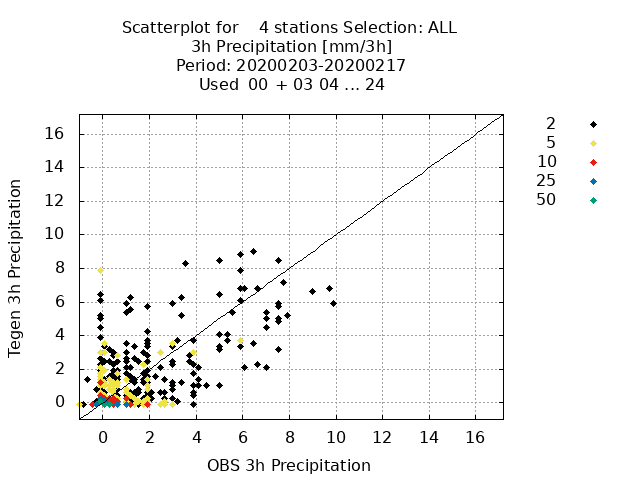 Scatterplot for    4 stations Selection: ALL
3h Precipitation [mm/3h]
Period: 20200203-20200217
Used  00 + 03 04 ... 24
2
5
10
25
50
16
14
12
10
8
6
4
2
0
Tegen 3h Precipitation
0 2 4 6 8 10 12 14 16
OBS 3h Precipitation